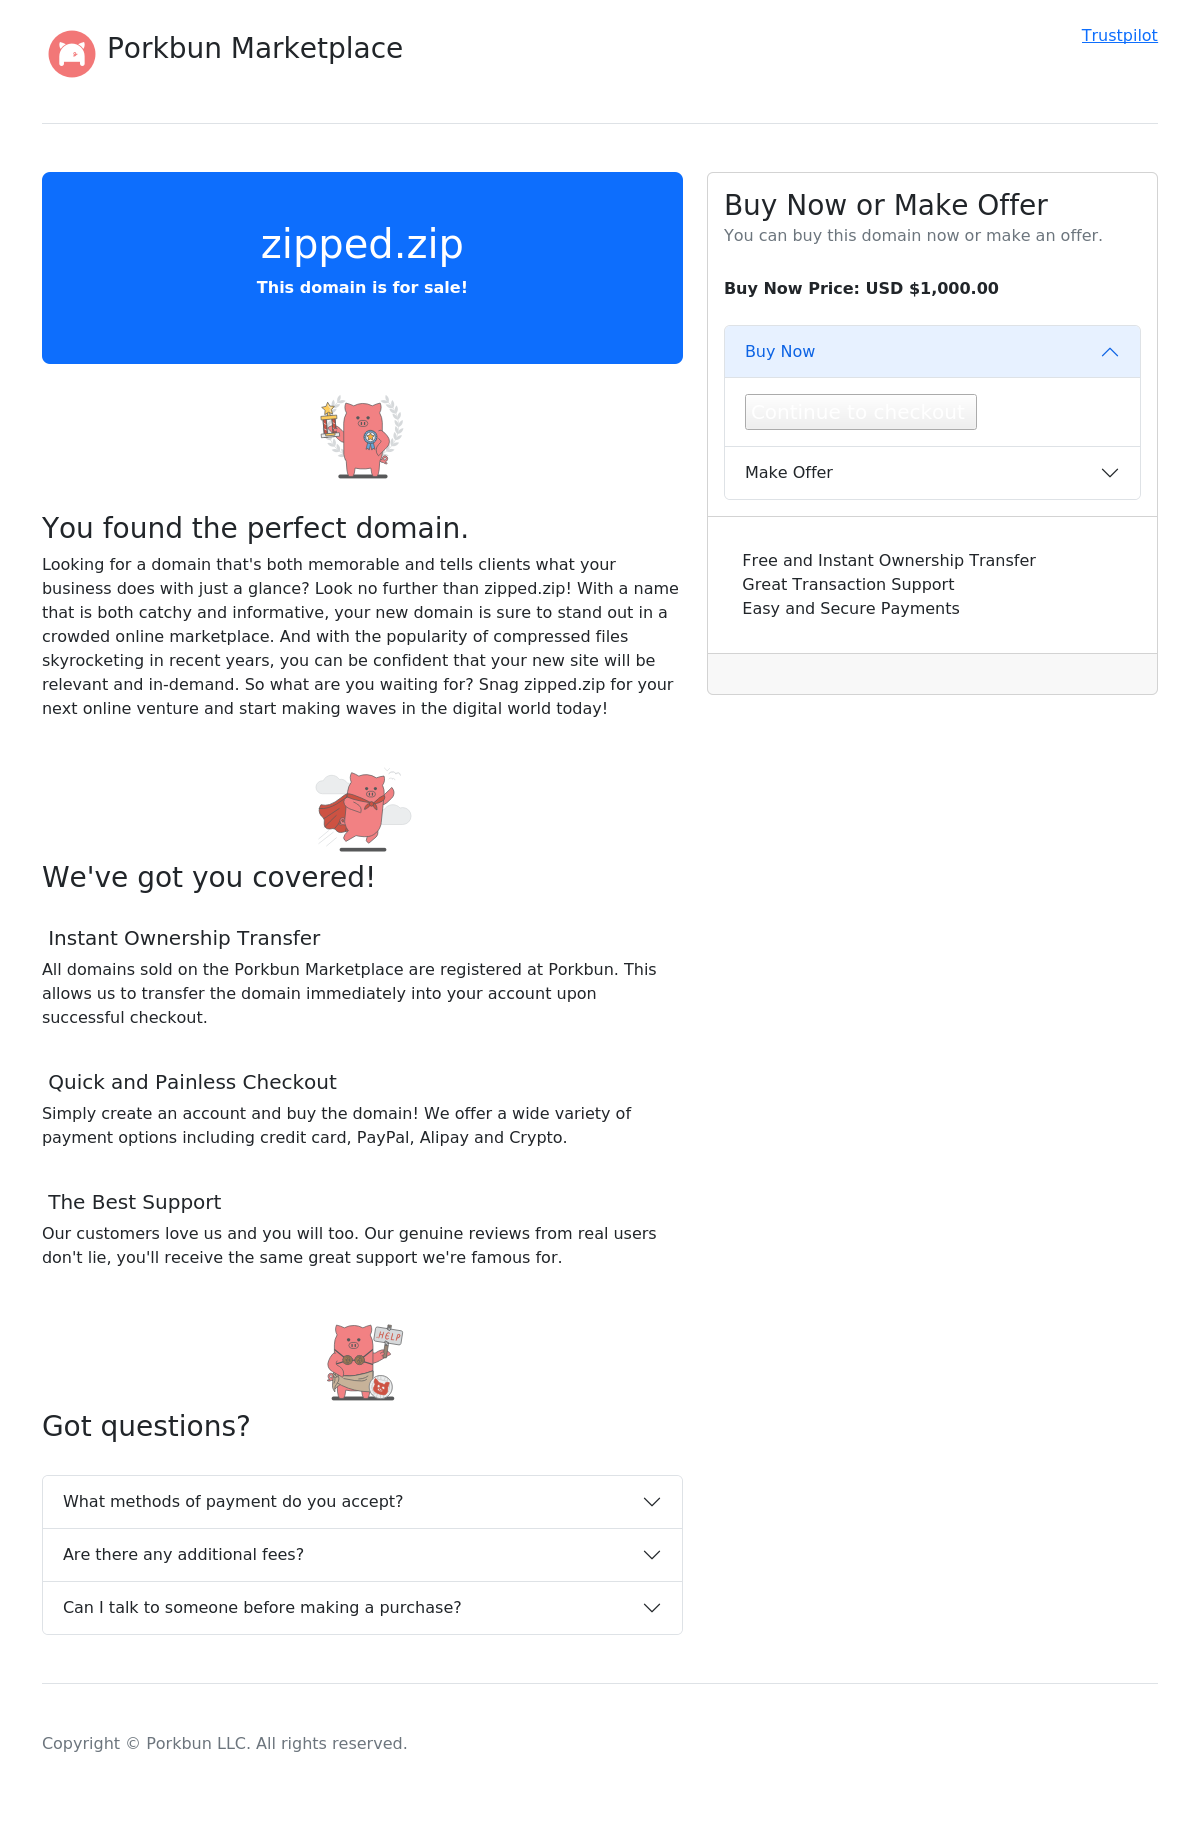 Porkbun Marketplace
Trustpilot
zipped.zip
This domain is for sale!
You found the perfect domain.
Looking for a domain that's both memorable and tells clients what your
business does with just a glance? Look no further than zipped.zip! With a name
that is both catchy and informative, your new domain is sure to stand out in a
crowded online marketplace. And with the popularity of compressed files
skyrocketing in recent years, you can be confident that your new site will be
relevant and in-demand. So what are you waiting for? Snag zipped.zip for your
next online venture and start making waves in the digital world today!
We've got you covered!
Instant Ownership Transfer
All domains sold on the Porkbun Marketplace are registered at Porkbun. This
allows us to transfer the domain immediately into your account upon
successful checkout.
Quick and Painless Checkout
Simply create an account and buy the domain! We offer a wide variety of
payment options including credit card, PayPal, Alipay and Crypto.
The Best Support
Our customers love us and you will too. Our genuine reviews from real users
don't lie, you'll receive the same great support we're famous for.
HELP
Got questions?
What methods of payment do you accept?
Are there any additional fees?
Can I talk to someone before making a purchase?
Buy Now or Make Offer
You can buy this domain now or make an offer.
Buy Now Price: USD $1,000.00
Buy Now
Continue to checkout
Make Offer
Free and Instant Ownership Transfer
Great Transaction Support
Easy and Secure Payments
Copyright © Porkbun LLC. All rights reserved.